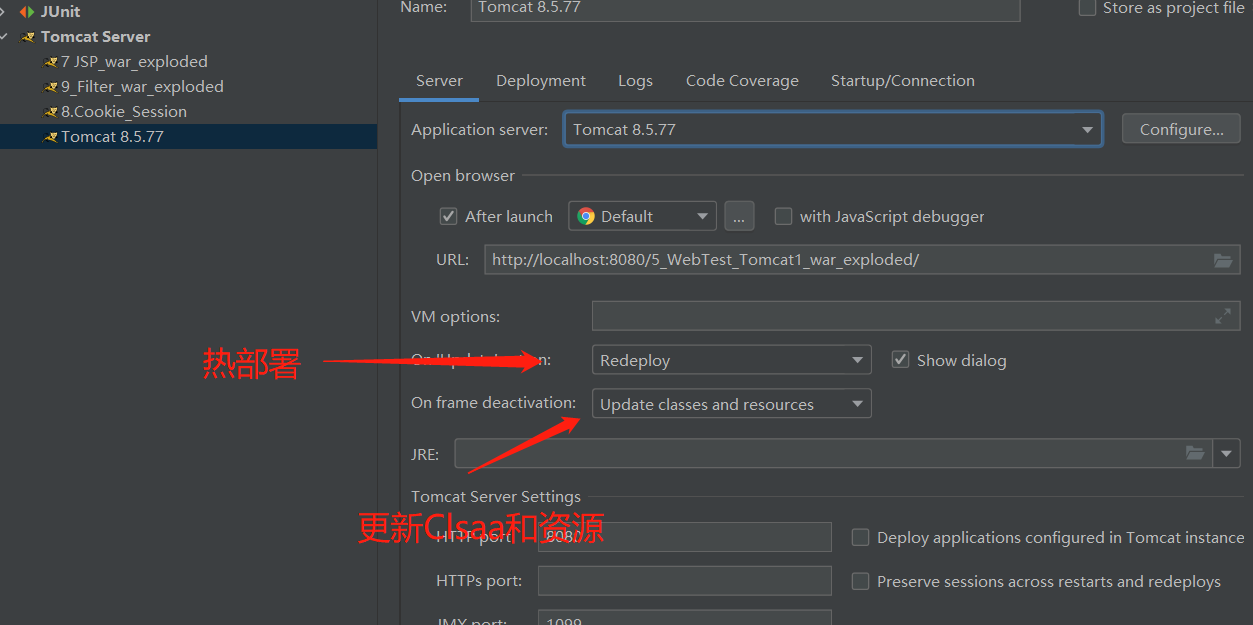 JUnit
Tomcat Server
7 JSP_war_exploded
9_Filter_war_exploded
8.Cookie_Session
Tomcat 8.5.77
Name: Tomcat 8.5.77 Store as project file
Server Deployment Logs Code Coverage Startup/Connection
Application server: Tomcat 8.5.77 Configure...
Open browser
After launch Default ... with JavaScript debugger
URL: http://localhost:8080/5_WebTest_Tomcat1_war_exploded/
VM options:
热部署 Redeploy Show dialog
On frame deactivation: Update classes and resources
JRE:
Tomcat Server Settings
更新Clsaa和资源
HTTP port: 8080 Deploy applications configured in Tomcat instance
HTTPs port: Preserve sessions across restarts and redeploys
JMX port: 1099